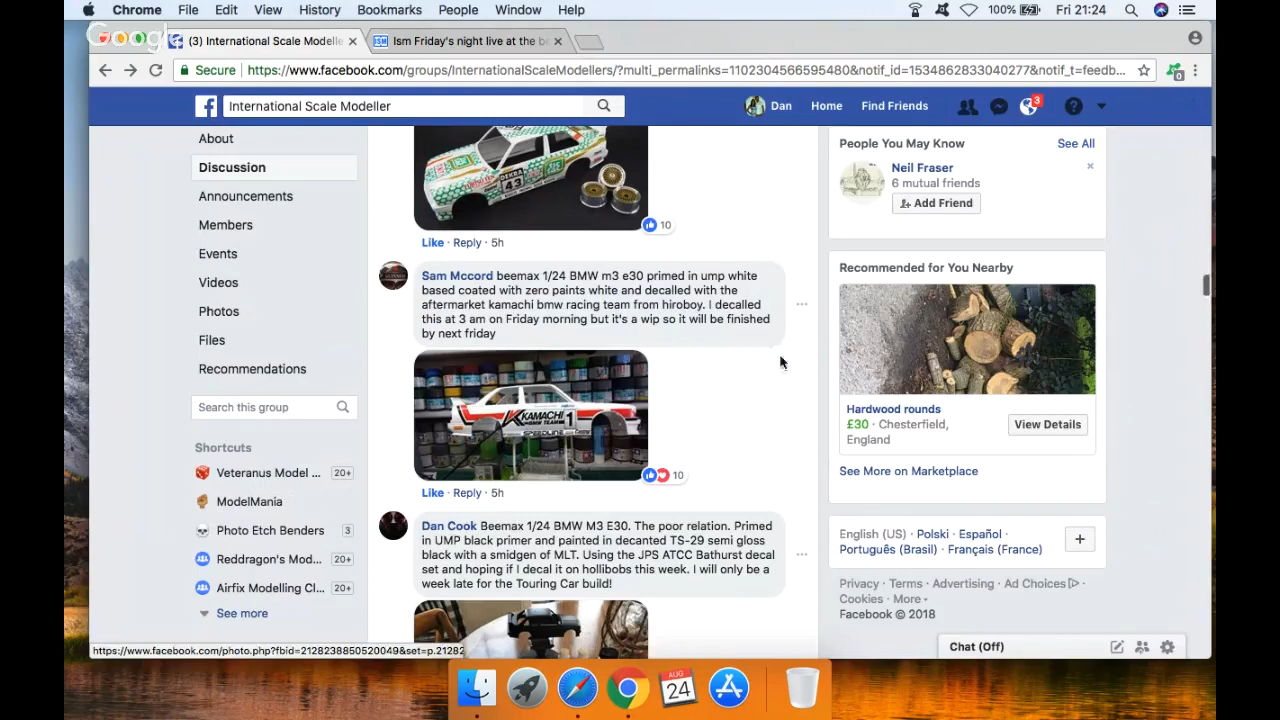 Chrome File Edit View History Bookmarks People Window Help 100% Fri 21:24
Google (3) International Scale Modelle Ism Friday's night live at the be
Secure https://www.facebook.com/groups/InternationalScaleModellers/?multi_permalinks=1102304566595480&notif_id=1534862833040277&notif_t=feedb... 0
International Scale Modeller Dan Home Find Friends 3
About
Discussion
Announcements
Members
Events
Videos
Photos
Files
Recommendations
Search this group
Shortcuts
Veteranus Model ... 20+
ModelMania
Photo Etch Benders 3
Reddragon's Mod... 20+
Airfix Modelling Cl... 20+
See more
DEKRA
43
10
Like · Reply · 5h
Sam Mccord beemax 1/24 BMW m3 e30 primed in ump white
based coated with zero paints white and decalled with the
aftermarket kamachi bmw racing team from hiroboy. I decalled
this at 3 am on Friday morning but it's a wip so it will be finished
by next friday
KAMACHI
BMW TEAM
1
SPEEDLINE
10
Like · Reply · 5h
Dan Cook Beemax 1/24 BMW M3 E30. The poor relation. Primed
in UMP black primer and painted in decanted TS-29 semi gloss
black with a smidgen of MLT. Using the JPS ATCC Bathurst decal
set and hoping if I decal it on hollibobs this week. I will only be a
week late for the Touring Car build!
People You May Know See All
Neil Fraser
6 mutual friends
Add Friend
Recommended for You Nearby
Hardwood rounds
£30 · Chesterfield,
England
View Details
See More on Marketplace
English (US) · Polski · Español ·
Português (Brasil) · Français (France)
Privacy · Terms · Advertising · Ad Choices ·
Cookies · More
Facebook © 2018
Chat (Off)
https://www.facebook.com/photo.php?fbid=2128238850520049&set=p.21282
AUG
24